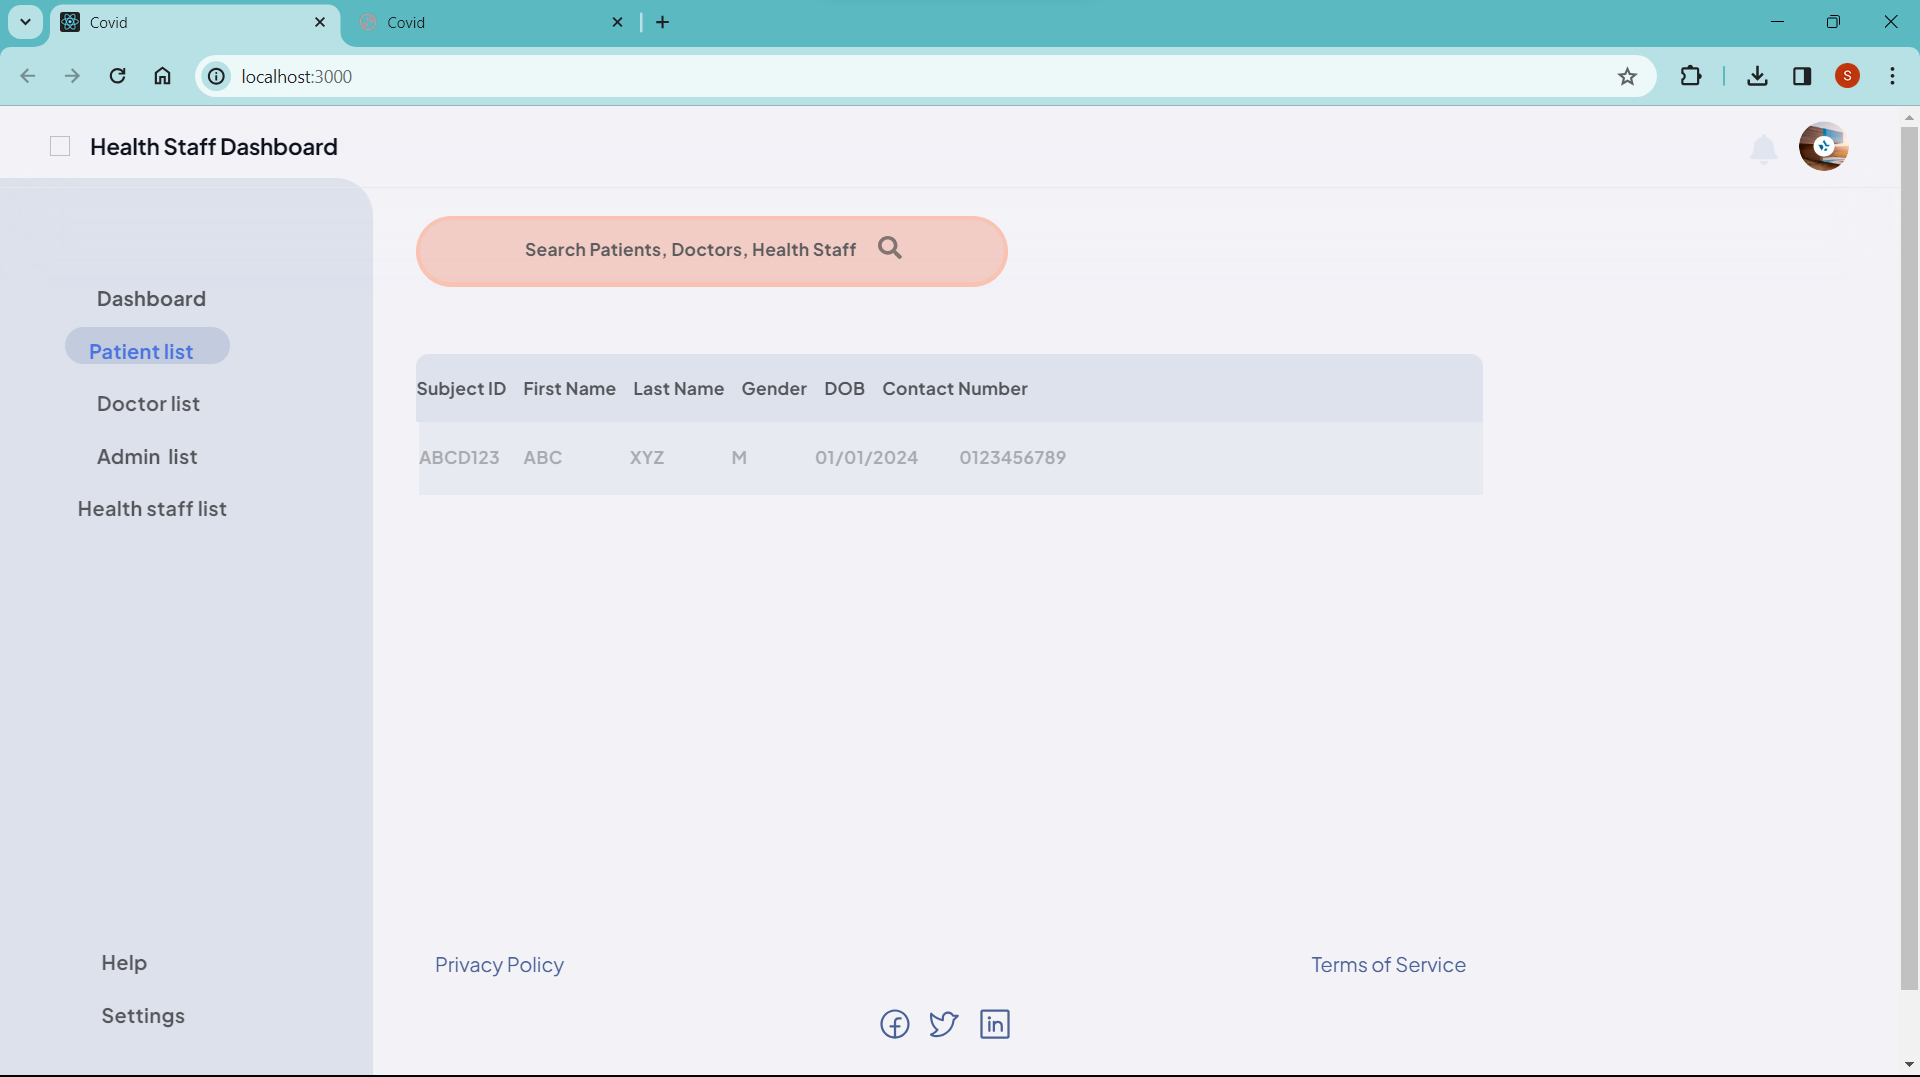 Covid
Covid
localhost:3000
S
Health Staff Dashboard
Search Patients, Doctors, Health Staff
Dashboard
Patient list
Doctor list
Admin list
Health staff list
Subject ID First Name Last Name Gender DOB Contact Number
ABCD123 ABC XYZ M 01/01/2024 0123456789
Help
Settings
Privacy Policy
Terms of Service